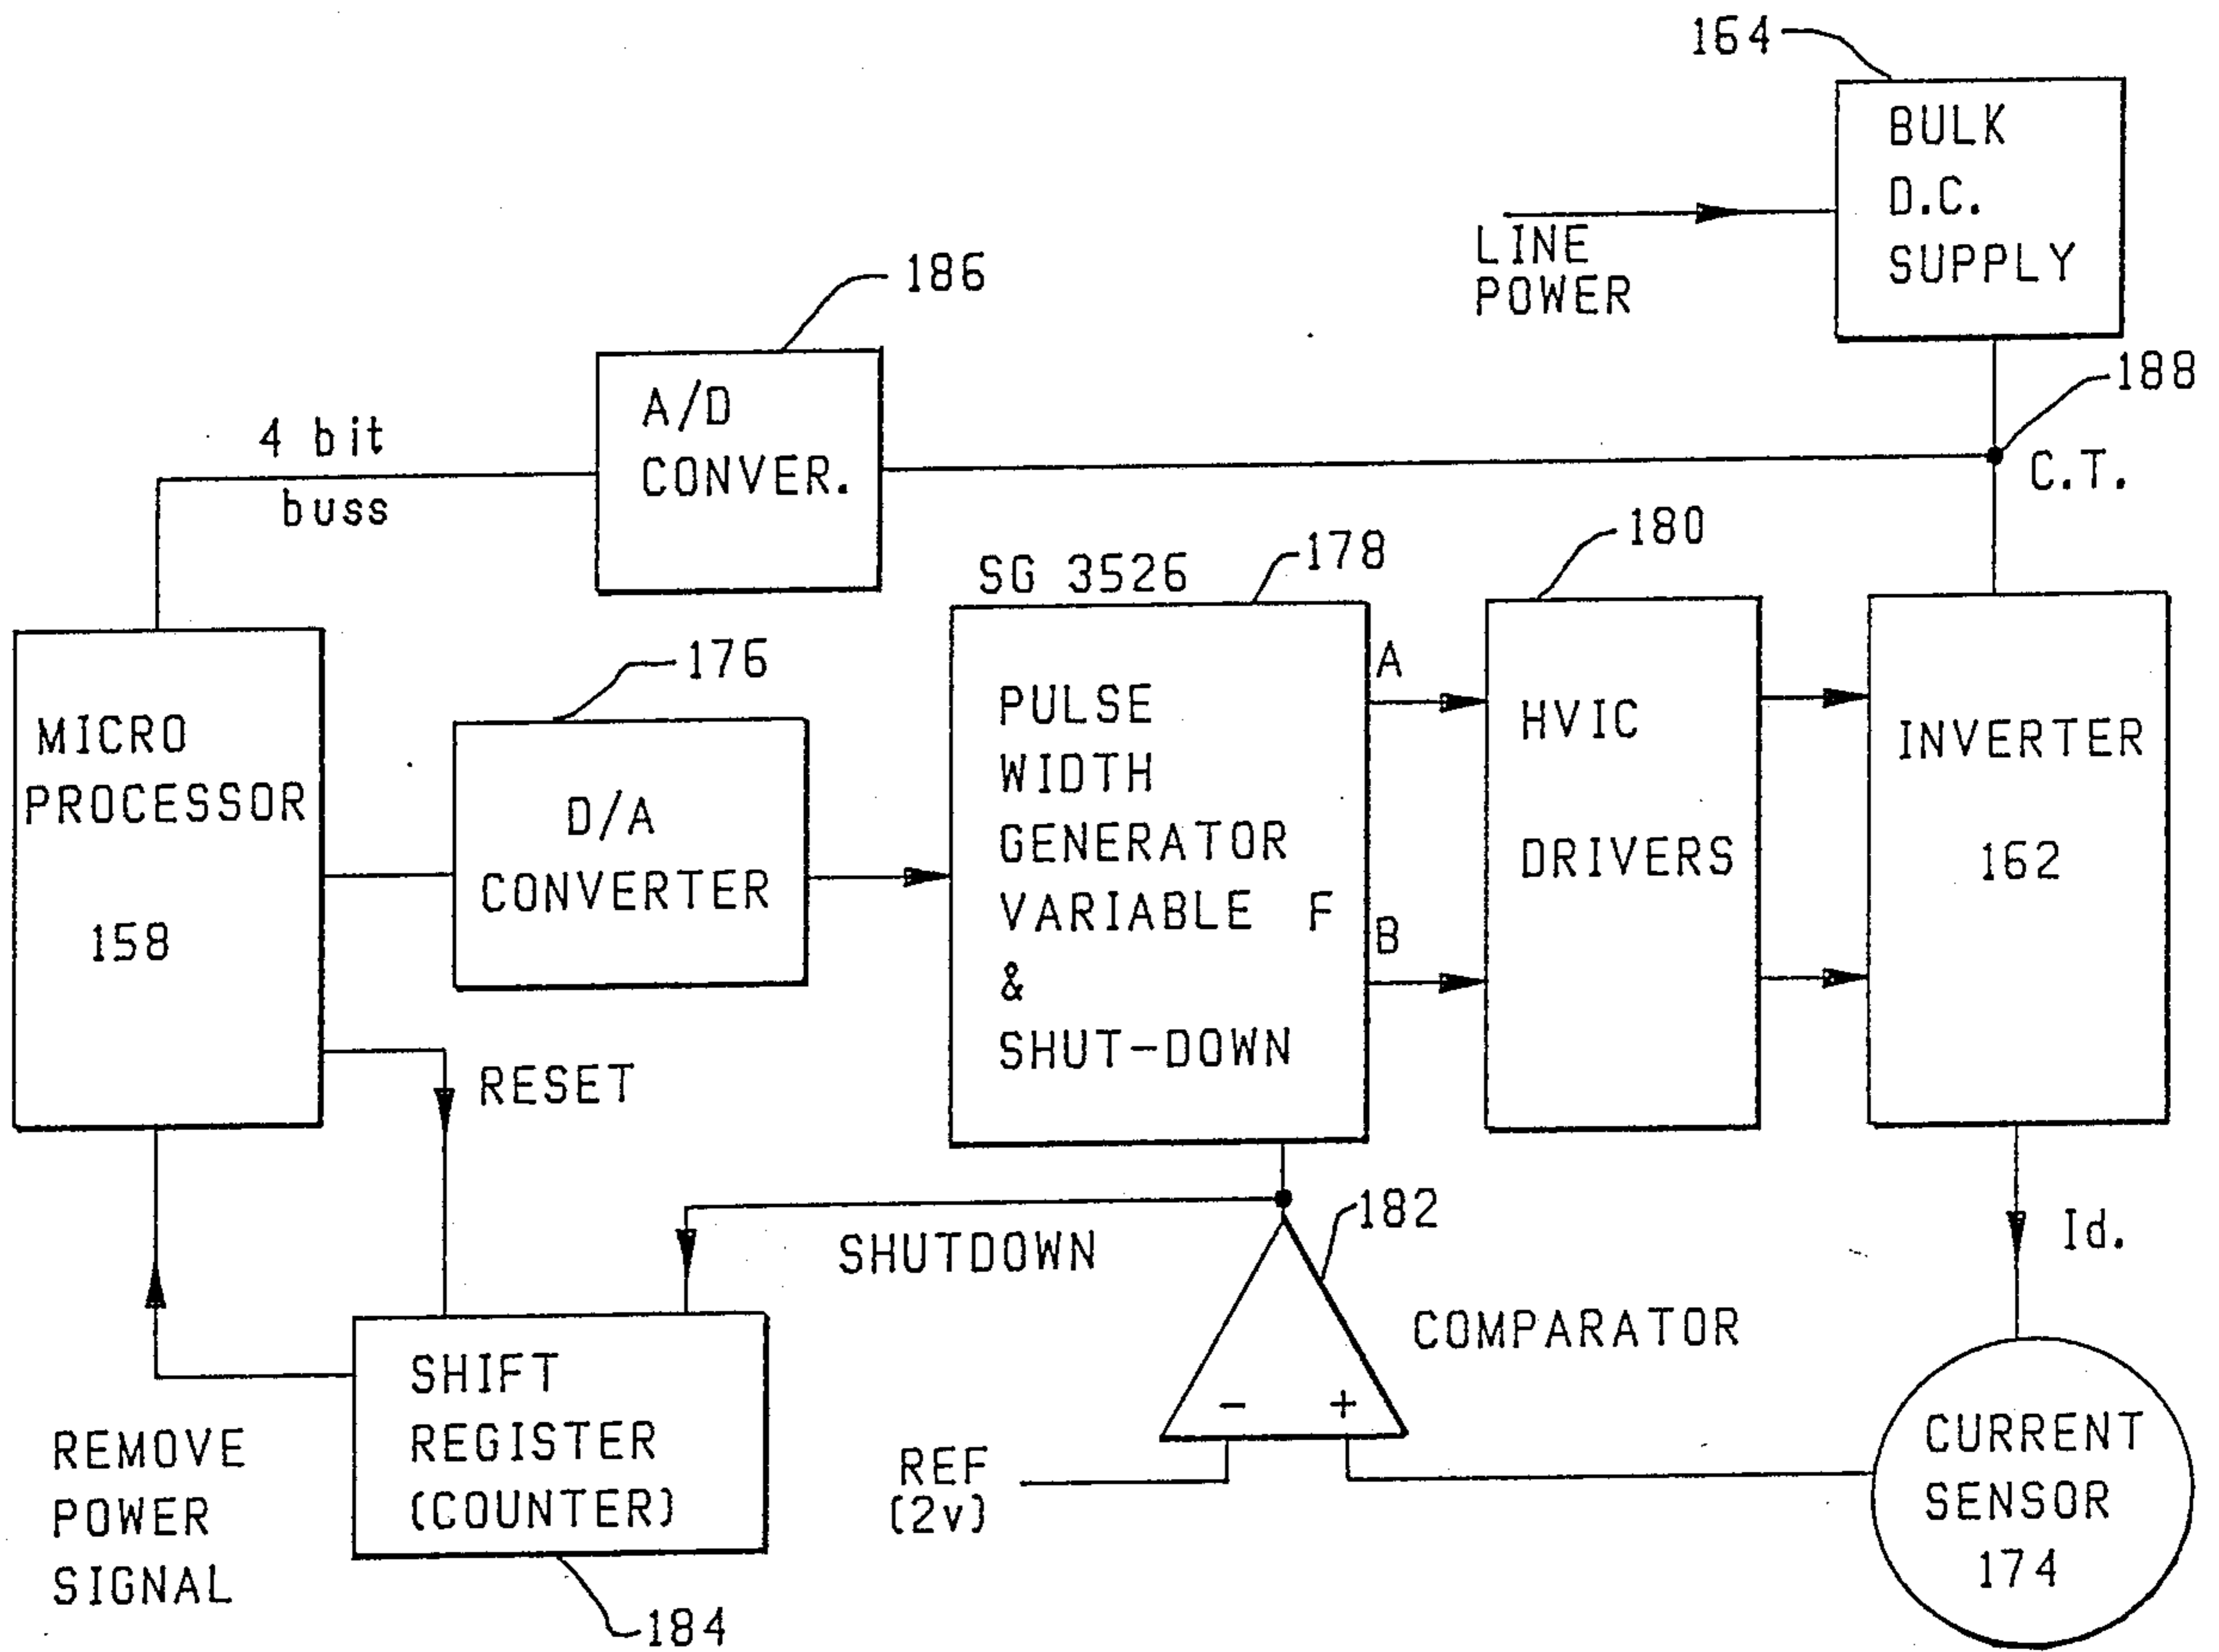 164
BULK
D.C.
SUPPLY
LINE
POWER
186
188
A/D
CONVER.
4 bit
buss
C.T.
180
178
SG 3526
176
A
MICRO
PROCESSOR
158
D/A
CONVERTER
PULSE
WIDTH
GENERATOR
VARIABLE F
&
SHUT-DOWN
B
HVIC
DRIVERS
INVERTER
162
RESET
182
SHUTDOWN
Id.
COMPARATOR
SHIFT
REGISTER
(COUNTER)
- +
REF
(2v)
CURRENT
SENSOR
174
REMOVE
POWER
SIGNAL
184